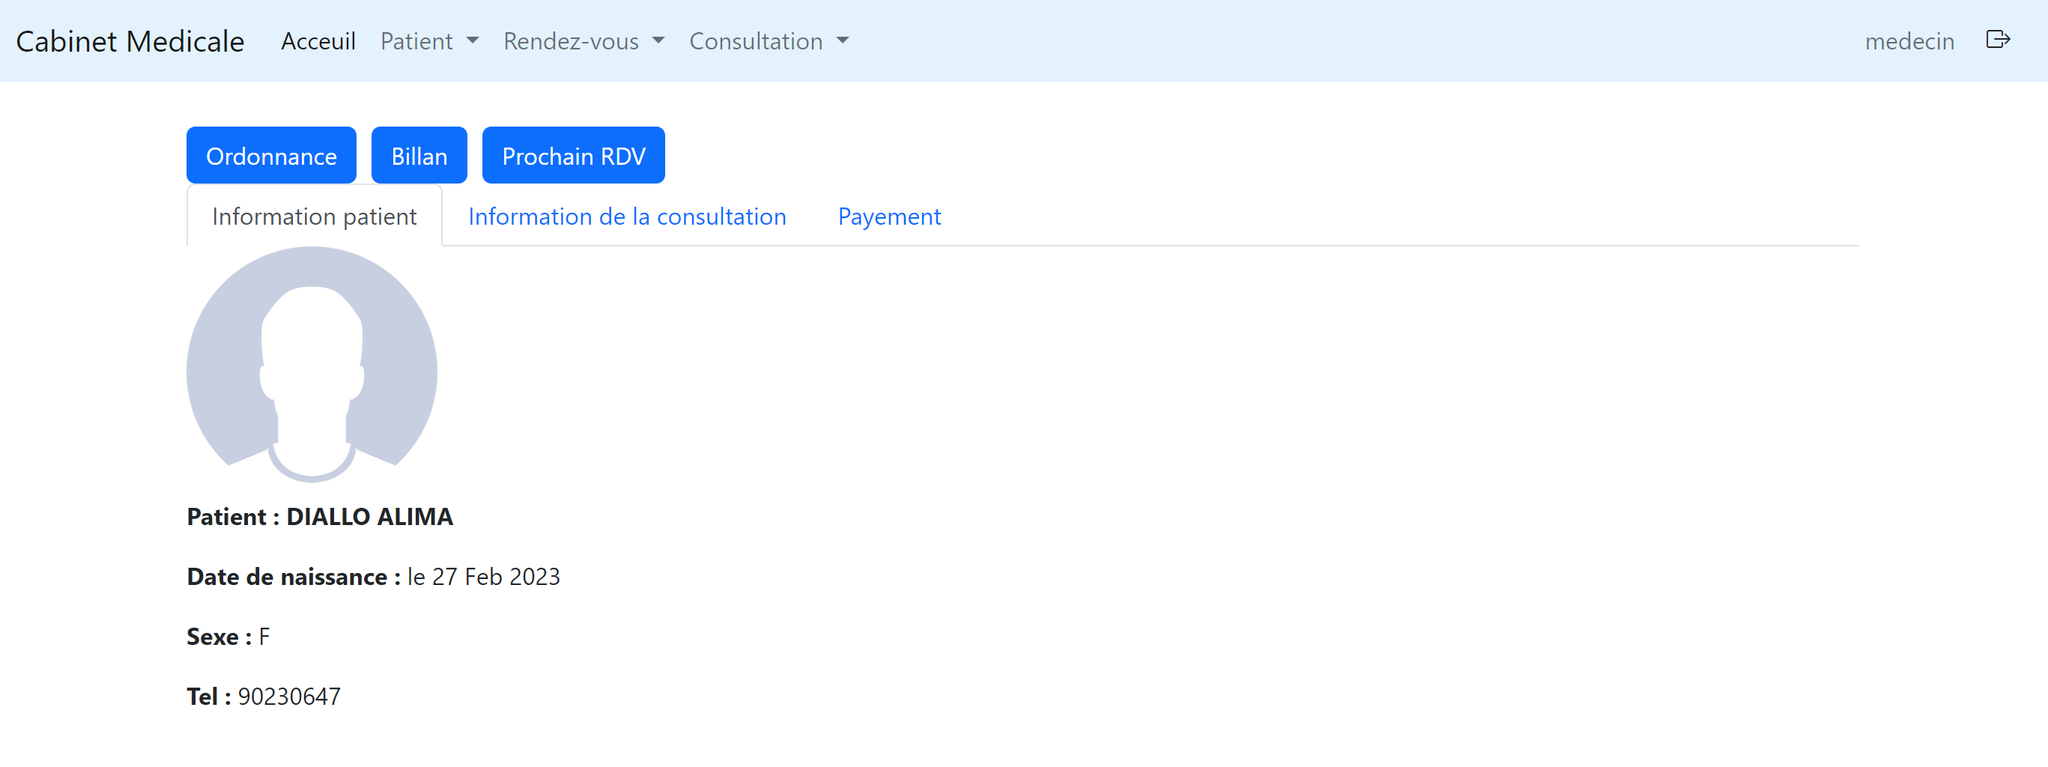 Cabinet Medicale Acceuil Patient Rendez-vous Consultation medecin
Ordonnance Billan Prochain RDV
Information patient Information de la consultation Payement
Patient : DIALLO ALIMA
Date de naissance : le 27 Feb 2023
Sexe : F
Tel : 90230647